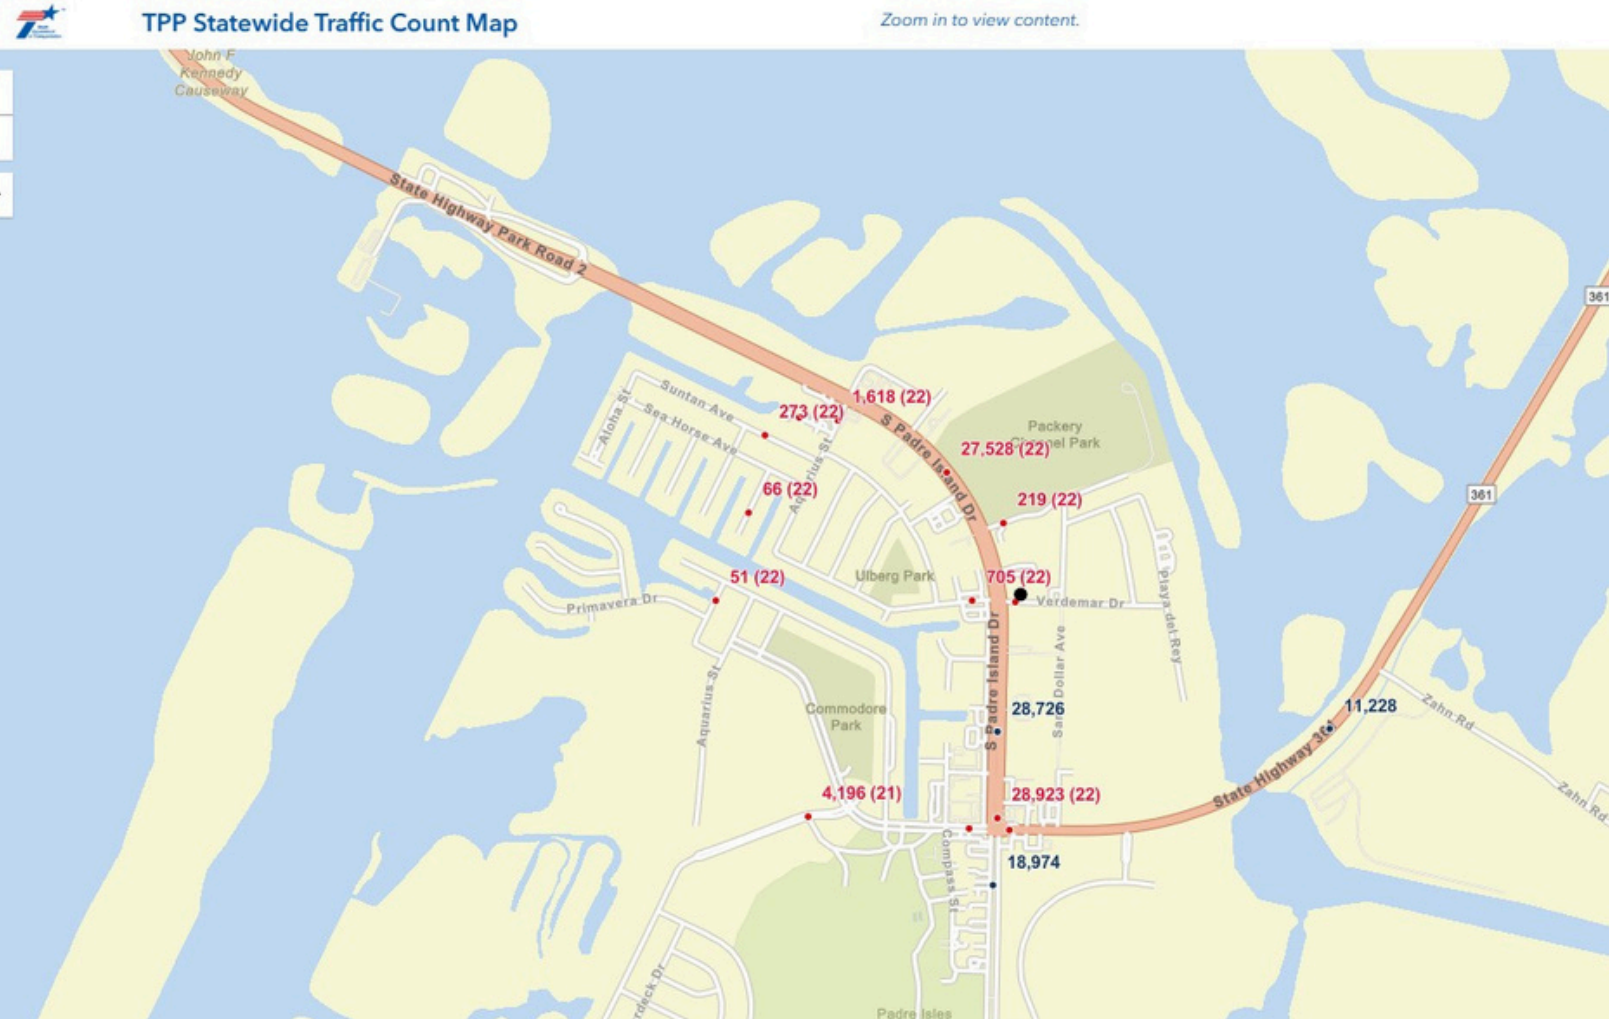 TPP Statewide Traffic Count Map
Zoom in to view content.
John F
Kennedy
Causeway
State Highway Park Road 2
361
Suntan Ave
Sea Horse Ave
Aloha St
1,618 (22)
273 (22)
S Padre Island Dr
Packery
Channel Park
27,528 (22)
Aquarius St
66 (22)
219 (22)
361
51 (22)
Ulberg Park
705 (22)
Primavera Dr
Verdemar Dr
Playa del Rey
S Padre Island Dr
Sand Dollar Ave
Aquarius St
Commodore
Park
28,726
11,228
Zahn Rd
State Highway 361
4,196 (21)
28,923 (22)
Zahn Rd
Compass St
18,974
Dr
Padre Isles